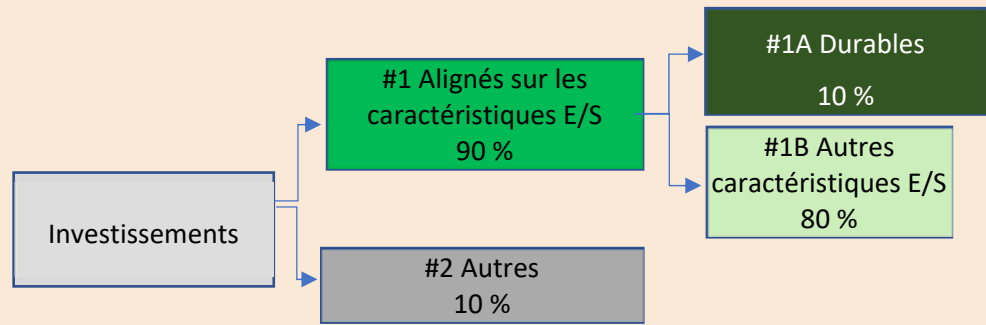 Investissements
#1 Alignés sur les
caractéristiques E/S
90 %
#1A Durables
10 %
#1B Autres
caractéristiques E/S
80 %
#2 Autres
10 %